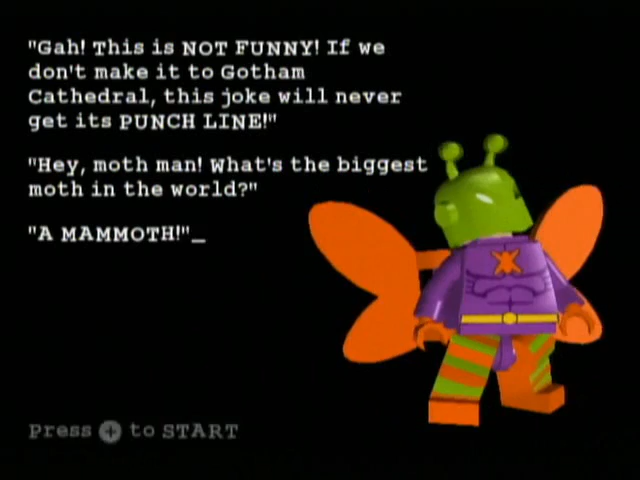 "Gah! This is NOT FUNNY! If we
don't make it to Gotham
Cathedral, this joke will never
get its PUNCH LINE!"
"Hey, moth man! What's the biggest
moth in the world?"
"A MAMMOTH!"_
Press + to START